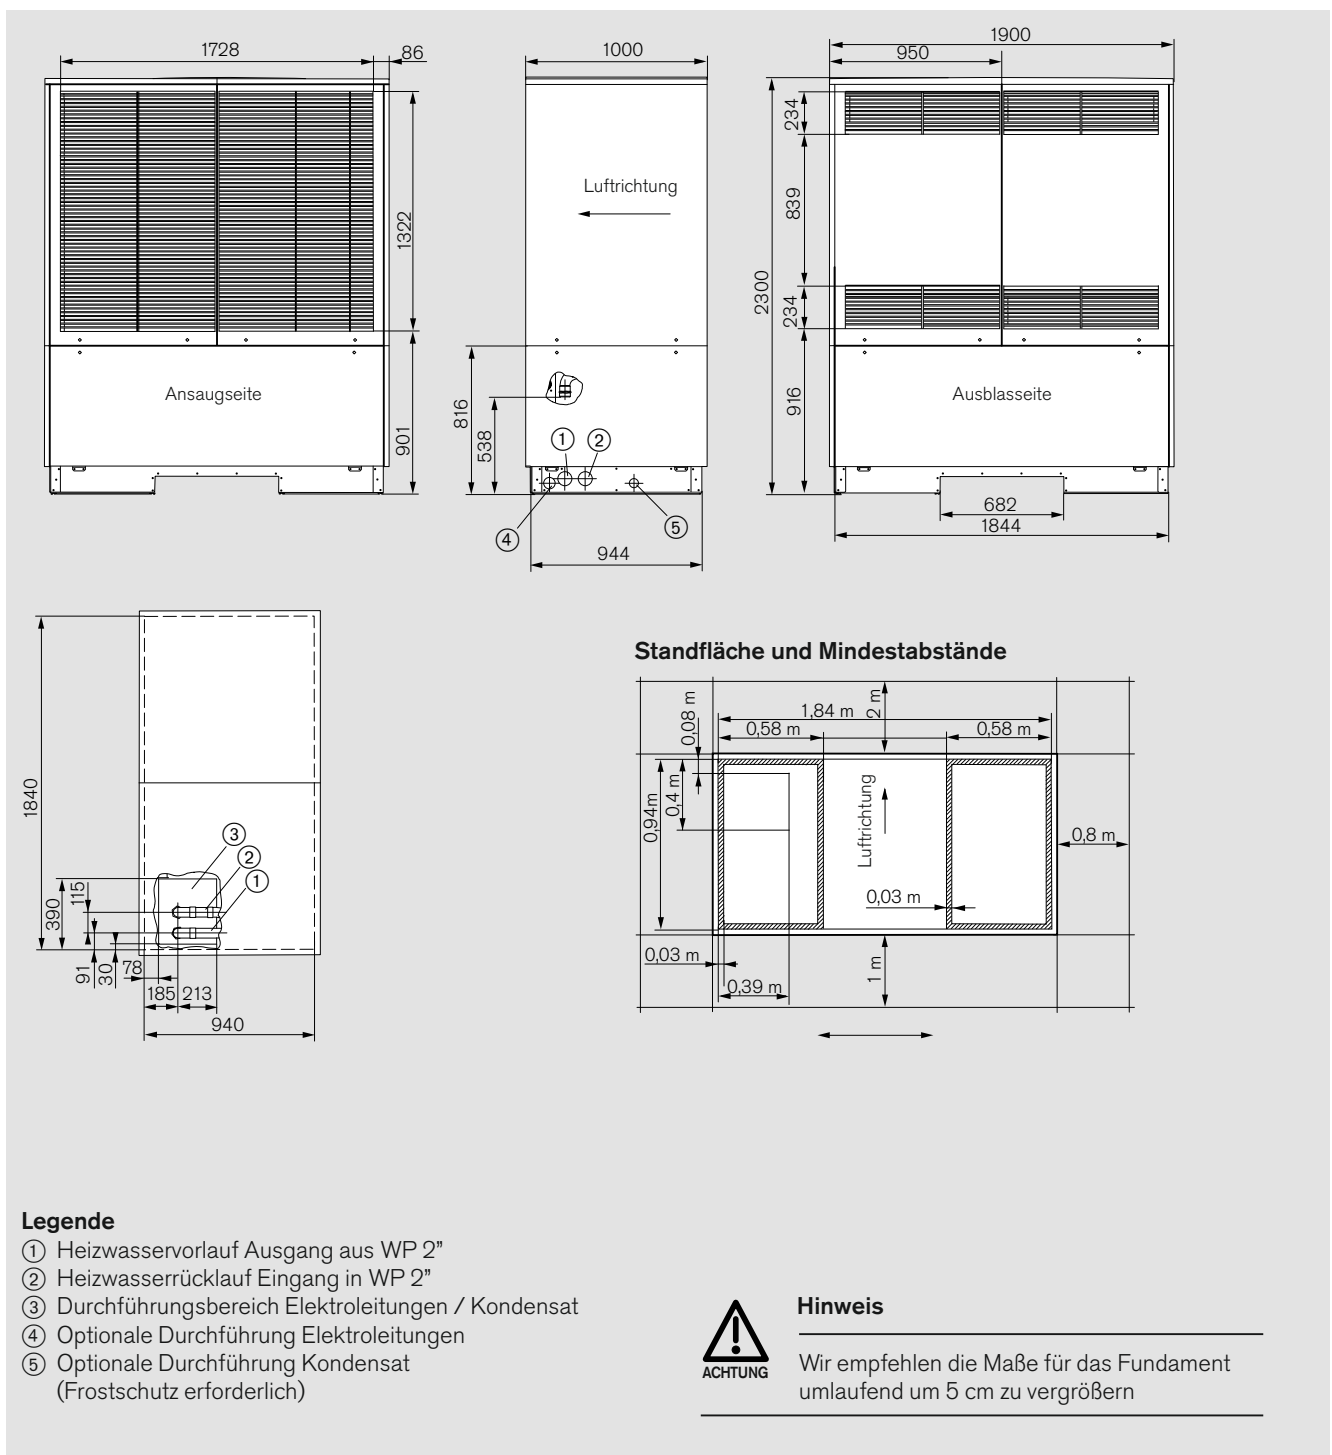 1728
86
1322
Ansaugseite
901
1000
Luftrichtung
816
538
1
2
4
5
944
1900
950
234
839
2300
234
916
Ausblasseite
682
1844
1840
3
2
1
115
390
91
30
78
185
213
940
Standfläche und Mindestabstände
0,08 m
2 m
1,84 m
0,58 m
0,58 m
0,94m
0,4 m
Luftrichtung
0,8 m
0,03 m
0,03 m
0,39 m
1 m
Legende
1 Heizwasservorlauf Ausgang aus WP 2”
2 Heizwasserrücklauf Eingang in WP 2”
3 Durchführungsbereich Elektroleitungen / Kondensat
4 Optionale Durchführung Elektroleitungen
5 Optionale Durchführung Kondensat
(Frostschutz erforderlich)
ACHTUNG
Hinweis
Wir empfehlen die Maße für das Fundament
umlaufend um 5 cm zu vergrößern